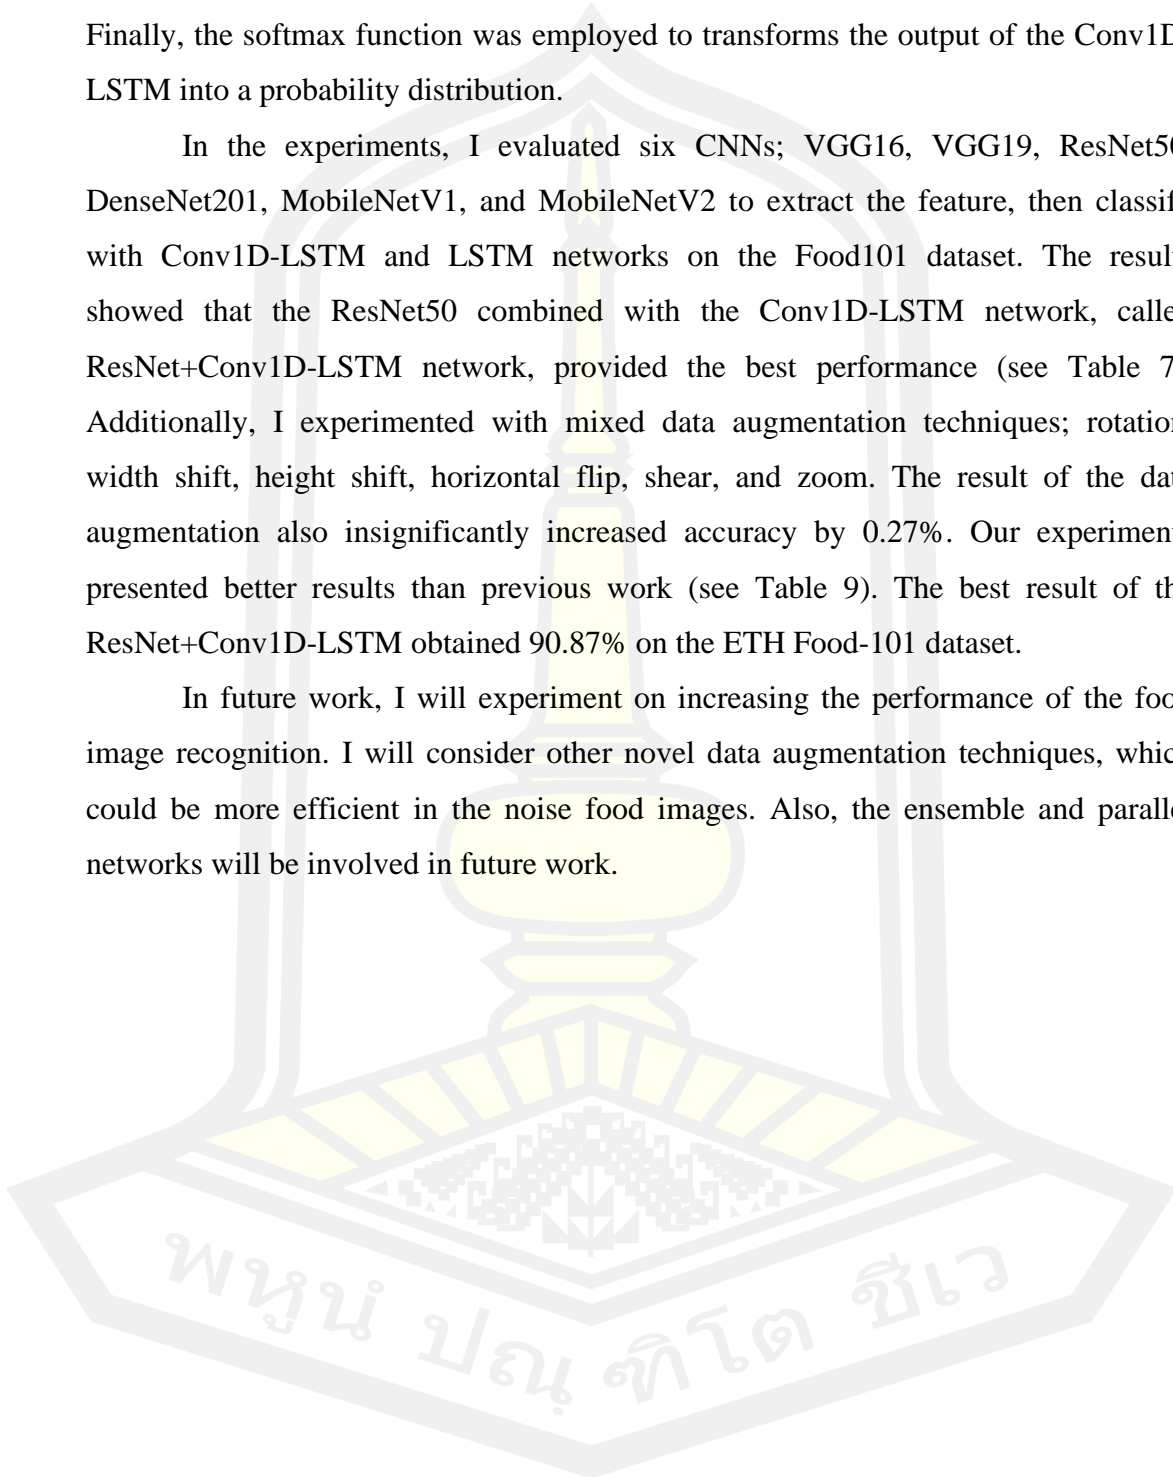 Finally, the softmax function was employed to transforms the output of the Conv1D
LSTM into a probability distribution.
In the experiments, I evaluated six CNNs; VGG16, VGG19, ResNet50
DenseNet201, MobileNetV1, and MobileNetV2 to extract the feature, then classif
with Conv1D-LSTM and LSTM networks on the Food101 dataset. The result
showed that the ResNet50 combined with the Conv1D-LSTM network, calle
ResNet+Conv1D-LSTM network, provided the best performance (see Table 7
Additionally, I experimented with mixed data augmentation techniques; rotation
width shift, height shift, horizontal flip, shear, and zoom. The result of the dat
augmentation also insignificantly increased accuracy by 0.27%. Our experiment
presented better results than previous work (see Table 9). The best result of th
ResNet+Conv1D-LSTM obtained 90.87% on the ETH Food-101 dataset.
In future work, I will experiment on increasing the performance of the foo
image recognition. I will consider other novel data augmentation techniques, whic
could be more efficient in the noise food images. Also, the ensemble and paralle
networks will be involved in future work.
พหูนํ ปณฺ ฑิโต ชีเว